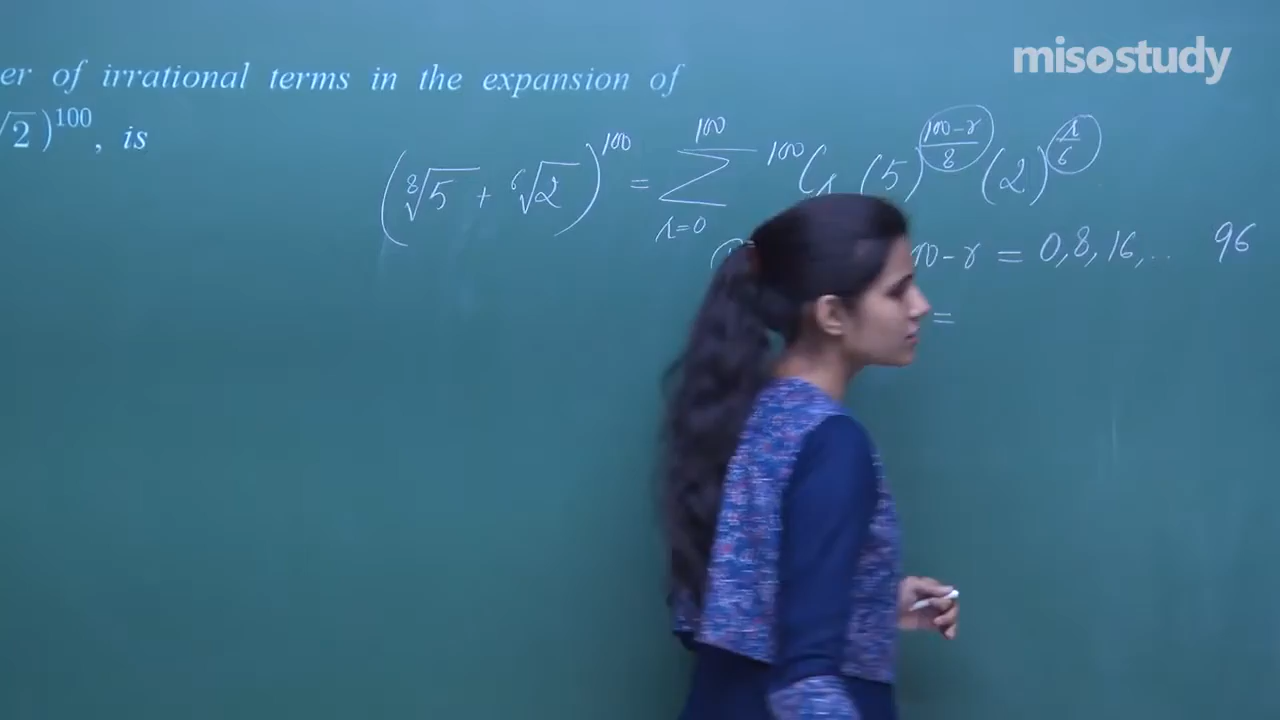 misostudy
er of irrational terms in the expansion of
√2)^100, is
(⁸√5 + ⁶√2)^100 = Σ_{r=0}^{100} ¹⁰⁰C_r (5)^{(100-r)/8} (2)^{r/6}
00-r = 0,8,16,.. 96
=